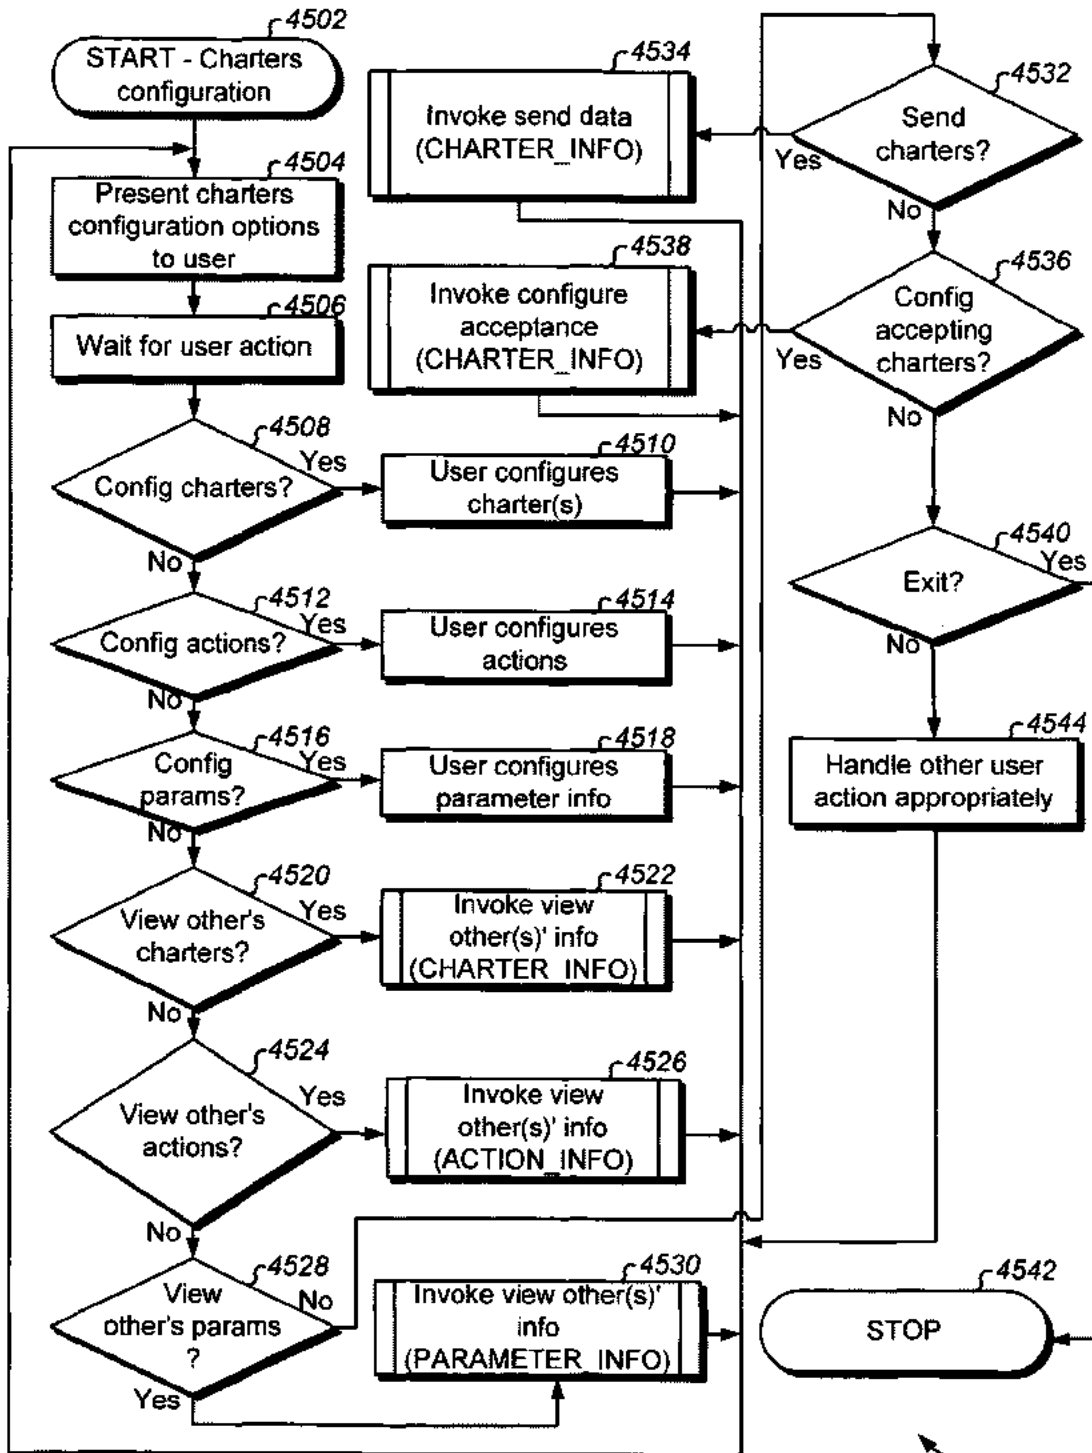 4502
START - Charters
configuration
4504
Present charters
configuration options
to user
4506
Wait for user action
4508
Config charters?
Yes
No
4510
User configures
charter(s)
4512
Config actions?
Yes
No
4514
User configures
actions
4516
Config
params?
Yes
No
4518
User configures
parameter info
4520
View other's
charters?
Yes
No
4522
Invoke view
other(s)' info
(CHARTER_INFO)
4524
View other's
actions?
Yes
No
4526
Invoke view
other(s)' info
(ACTION_INFO)
4528
View
other's params
?
No
Yes
4530
Invoke view other(s)'
info
(PARAMETER_INFO)
4532
Send
charters?
Yes
No
4534
Invoke send data
(CHARTER_INFO)
4536
Config
accepting
charters?
Yes
No
4538
Invoke configure
acceptance
(CHARTER_INFO)
4540
Exit?
Yes
No
4544
Handle other user
action appropriately
4542
STOP